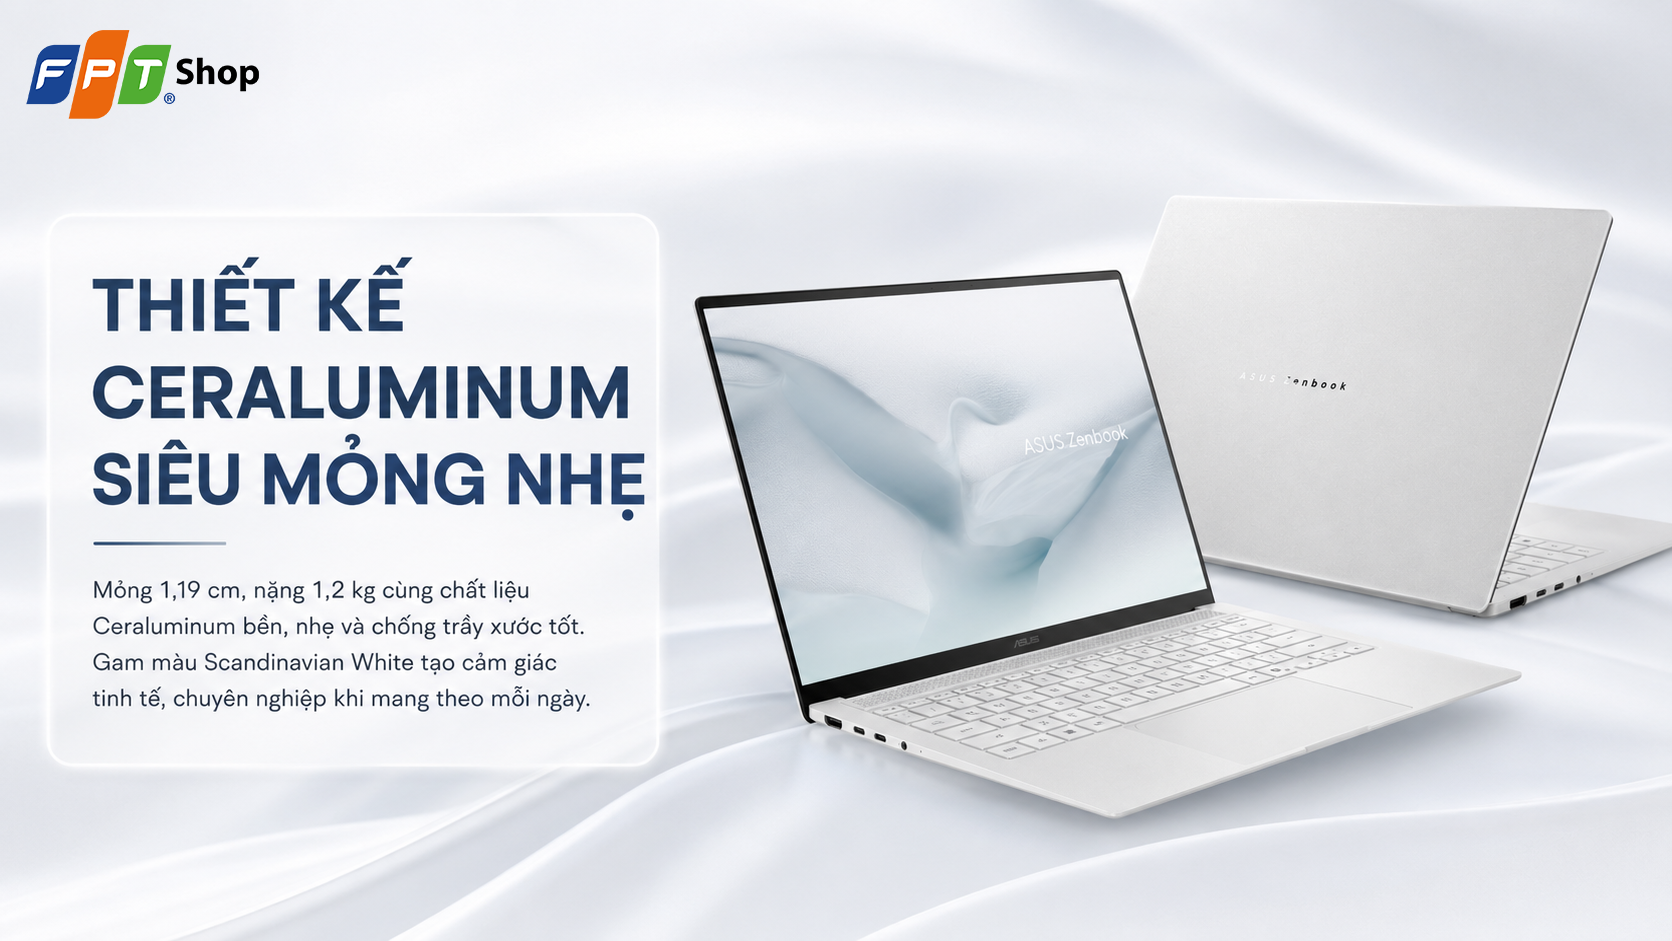 FPT® Shop
THIẾT KẾ
CERALUMINUM
SIÊU MỎNG NHẸ
Mỏng 1,19 cm, nặng 1,2 kg cùng chất liệu
Ceraluminum bền, nhẹ và chống trầy xước tốt.
Gam màu Scandinavian White tạo cảm giác
tinh tế, chuyên nghiệp khi mang theo mỗi ngày.
ASUS Zenbook
ASUS Zenbook
ASUS